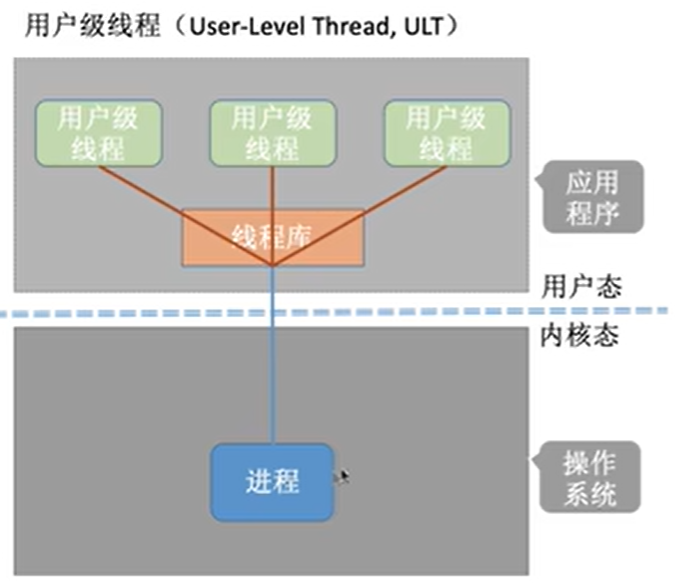 用户级线程（User-Level Thread, ULT）
用户级
线程
用户级
线程
用户级
线程
应用
程序
线程库
用户态
内核态
进程
操作
系统